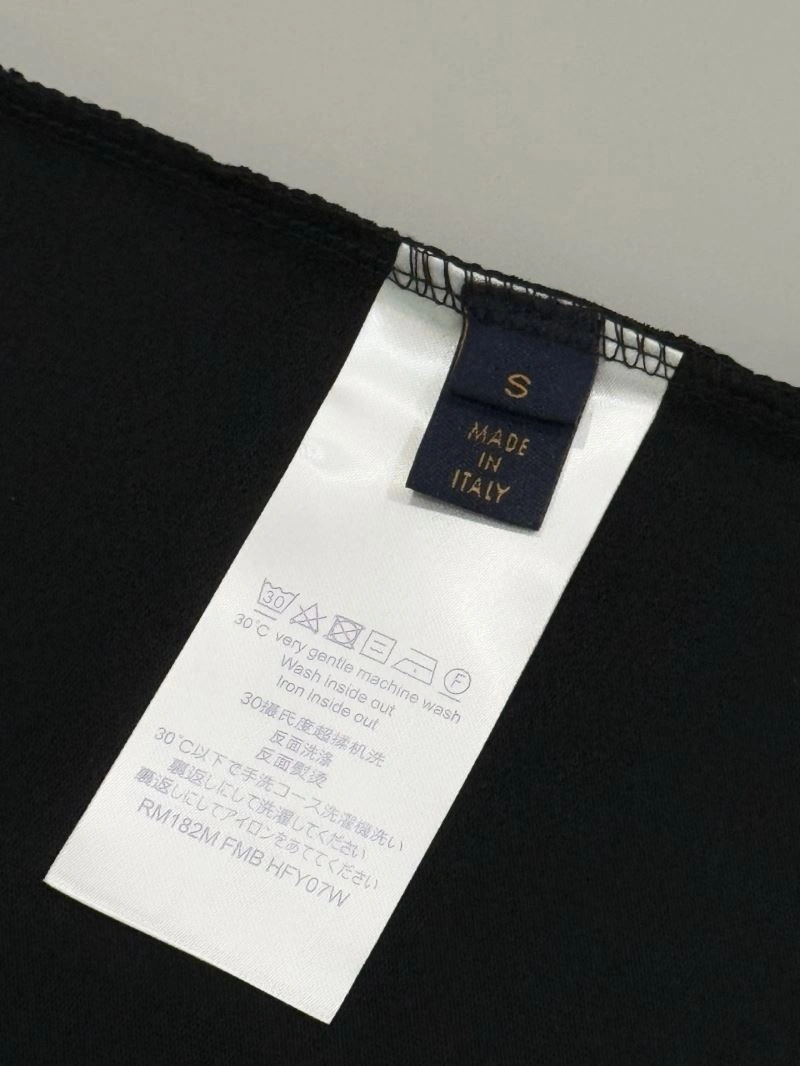 S
MADE
IN
ITALY
30
F
30°C very gentle machine wash
Wash inside out
Iron Inside out
30攝氏度超揉机洗
反面洗滌
反面熨烫
30℃以下で手洗コース洗濯機洗い
裏返しにして洗濯してください
裏返しにしてアイロンをあててください
RM182M FMB HFY07W